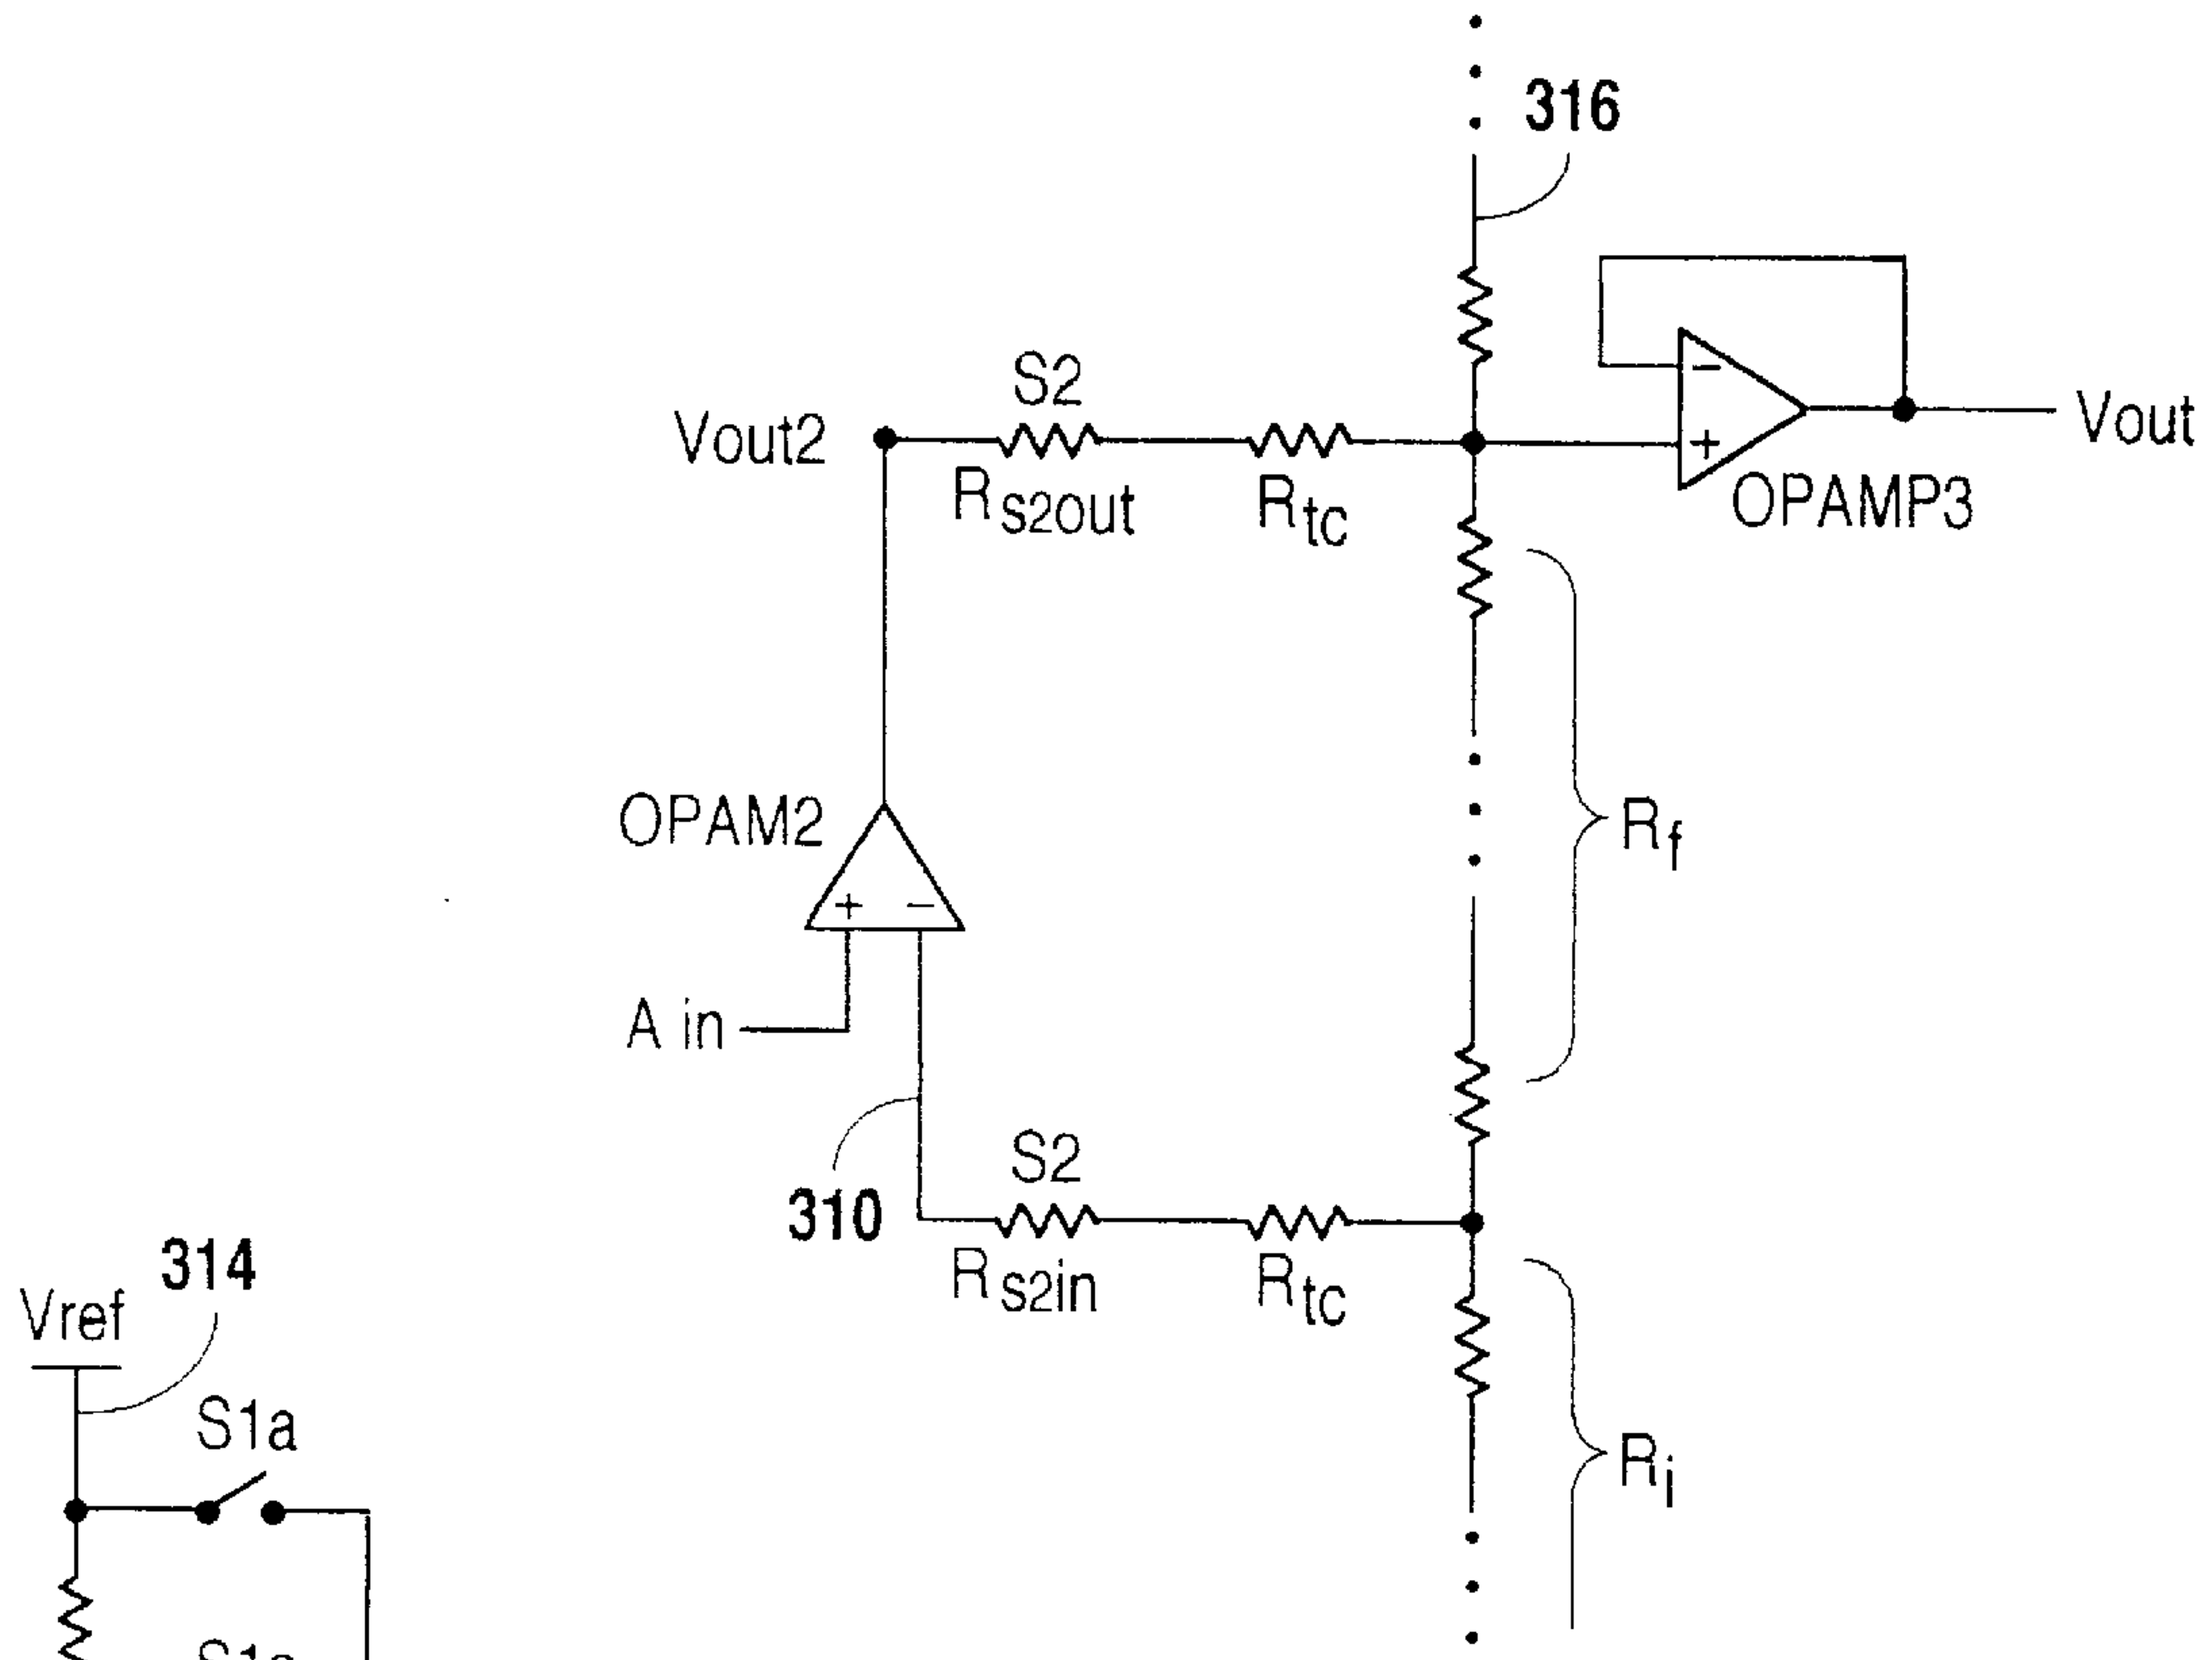 316
S2
Vout2
Rs2out
Rtc
−
+
OPAMP3
Vout
OPAM2
+ −
Rf
A in
310
S2
Rs2in
Rtc
314
Vref
S1a
Ri